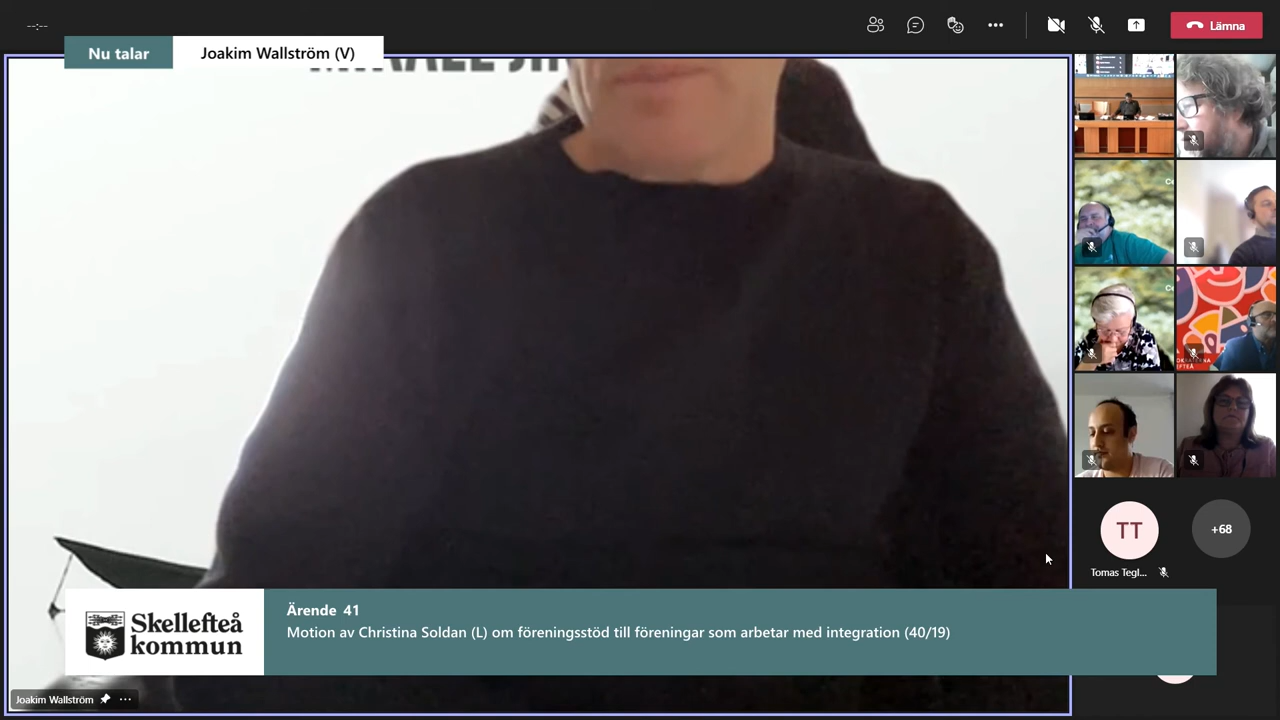 --:--
Lämna
Nu talar
Joakim Wallström (V)
TT
+68
Tomas Tegl...
Skellefteå
kommun
Ärende 41
Motion av Christina Soldan (L) om föreningsstöd till föreningar som arbetar med integration (40/19)
Joakim Wallström